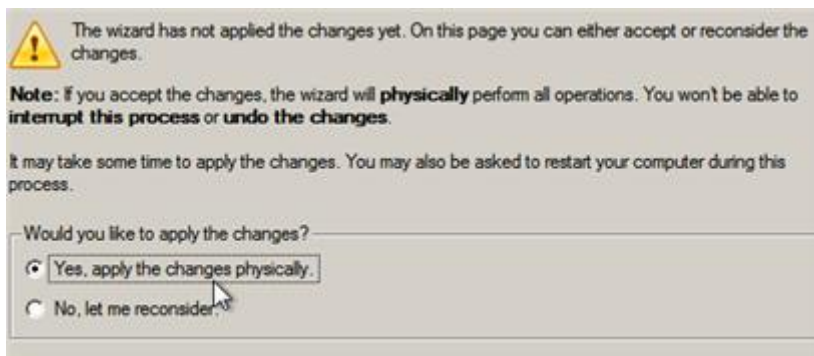 The wizard has not applied the changes yet. On this page you can either accept or reconsider the
changes.
Note: If you accept the changes, the wizard will physically perform all operations. You won't be able to
interrupt this process or undo the changes.
It may take some time to apply the changes. You may also be asked to restart your computer during this
process.
Would you like to apply the changes?
Yes, apply the changes physically.
No, let me reconsider.